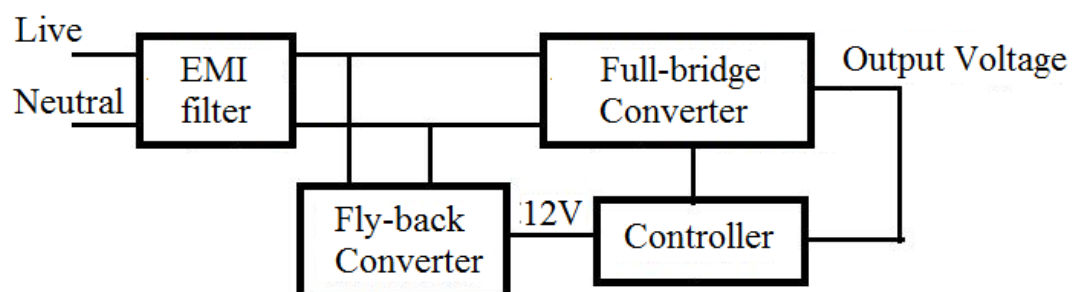 Live
Neutral
EMI
filter
Full-bridge
Converter
Output Voltage
Fly-back
Converter
12V
Controller